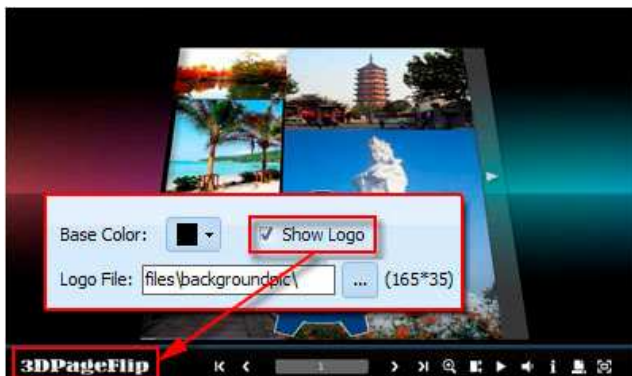 Base Color:
Show Logo
Logo File: files\backgroundpic\ ... (165*35)
3DPageFlip
1